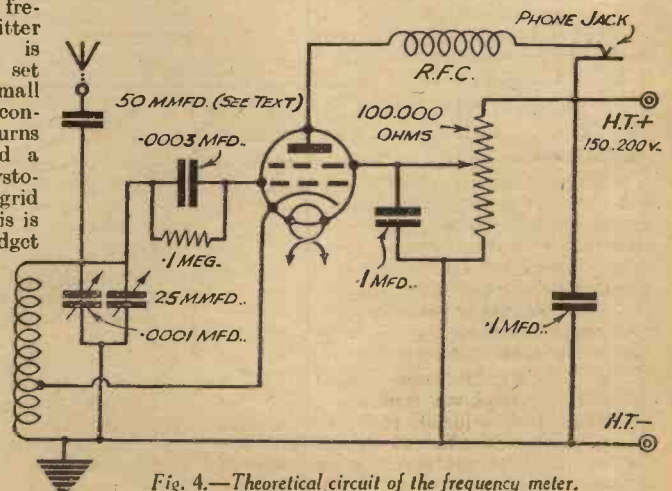 fre-
itter
is
set
mall
con-
urns
d a
ysto-
grid
is is
dget
PHONE JACK
R.F.C.
50 MMFD. (SEE TEXT)
100.000
OHMS
H.T.+
150.200v.
·0003 MFD..
·1 MEG.
25 MMFD..
·0001 MFD..
·1 MFD..
·1 MFD..
H.T.-
Fig. 4.—Theoretical circuit of the frequency meter.